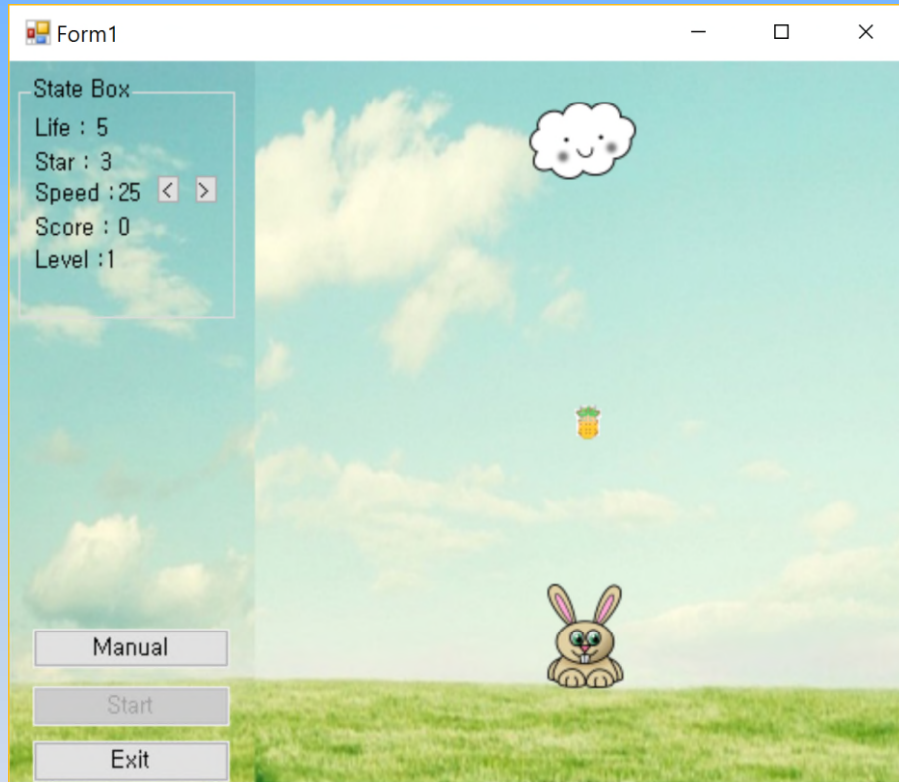 Form1
State Box
Life : 5
Star : 3
Speed :25 < >
Score : 0
Level :1
Manual
Start
Exit